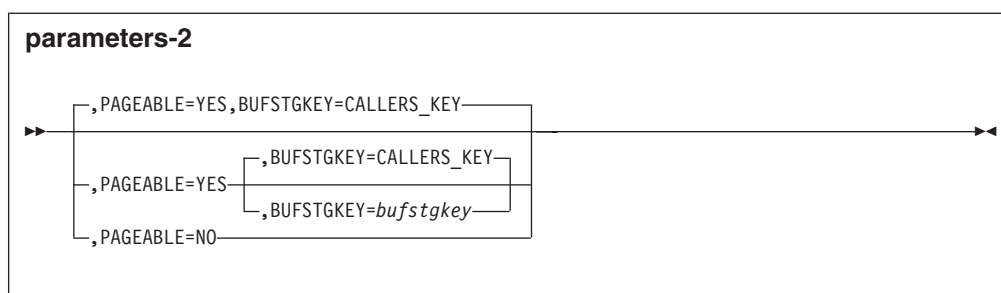 parameters-2
,PAGEABLE=YES,BUFSTGKEY=CALLERS_KEY
,BUFSTGKEY=CALLERS_KEY
,PAGEABLE=YES
,BUFSTGKEY=bufstgkey
,PAGEABLE=NO